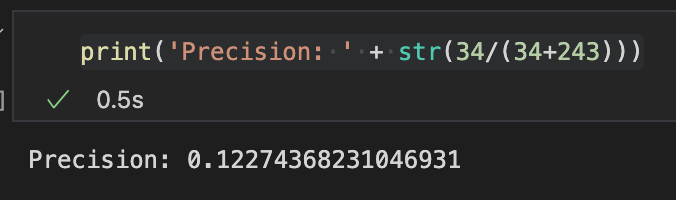 print('Precision: ' + str(34/(34+243)))
0.5s
Precision: 0.12274368231046931